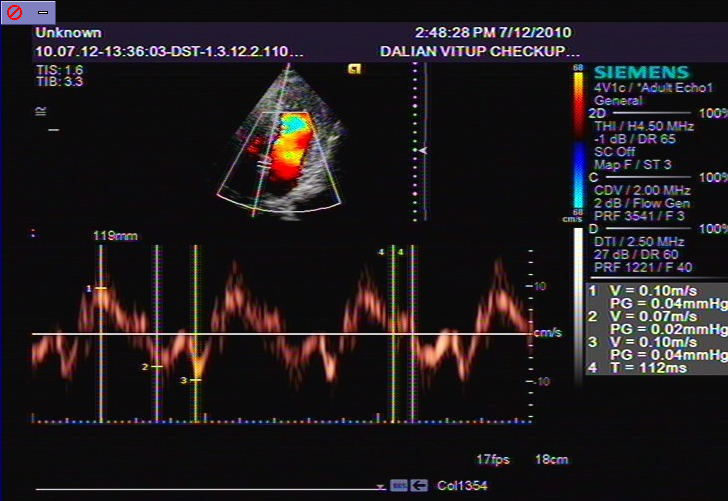 Unknown
2:48:28 PM 7/12/2010
10.07.12-13:36:03-DST-1.3.12.2.110...
DALIAN VITUP CHECKUP...
TIS: 1.6
TIB: 3.3
68
68
cm/s
SIEMENS
4V1c / "Adult Echo1
General
2D 100%
THI / H4.50 MHz
-1 dB / DR 65
SC Off
Map F / ST 3
C 100%
CDV / 2.00 MHz
2 dB / Flow Gen
PRF 3541 / F 3
D 100%
DTI / 2.50 MHz
27 dB / DR 60
PRF 1221 / F 40
1 V = 0.10m/s
PG = 0.04mmHg
2 V = 0.07m/s
PG = 0.02mmHg
3 V = 0.10m/s
PG = 0.04mmHg
4 T = 112ms
119mm
4 4
1
2
3
10
cm/s
-10
17fps 18cm
Col1354